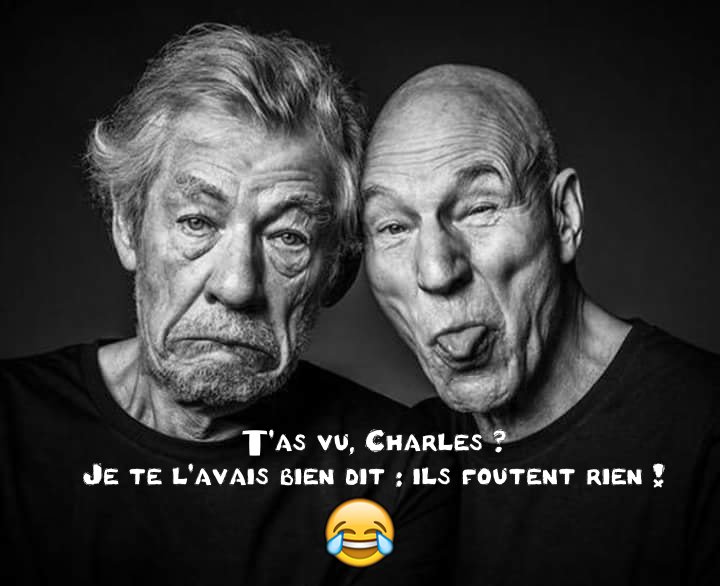 T'as vu, Charles ?
Je te l'avais bien dit : ils foutent rien !